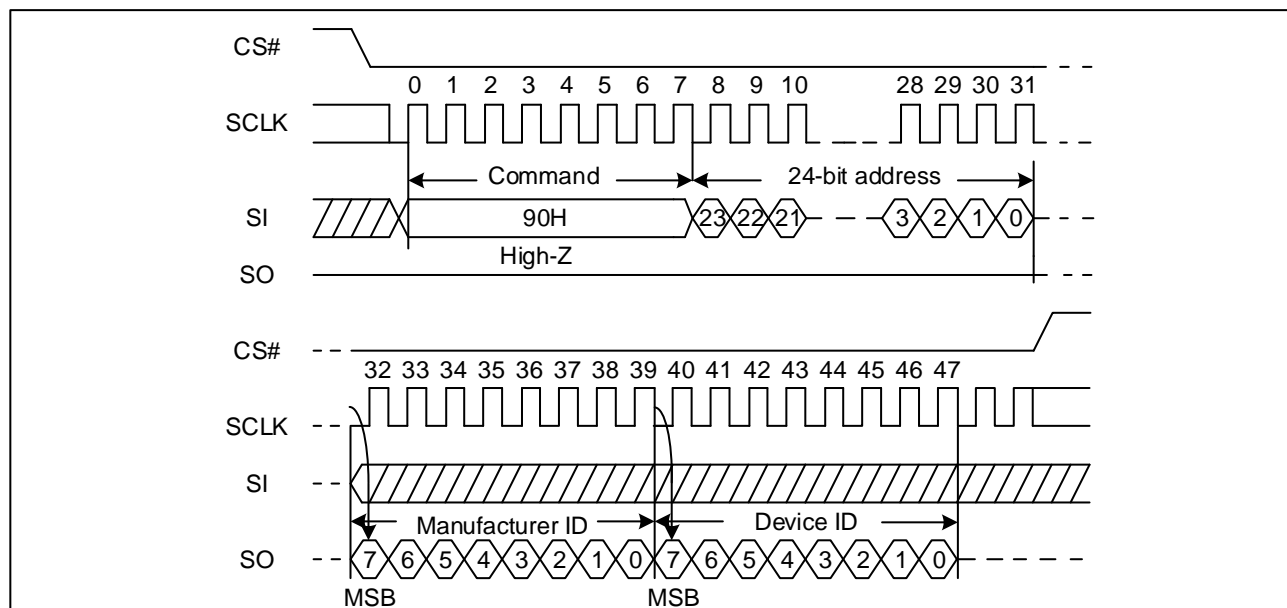 CS#
0 1 2 3 4 5 6 7 8 9 10 28 29 30 31
SCLK
Command 24-bit address
SI 90H 23 22 21 3 2 1 0
High-Z
SO
CS#
32 33 34 35 36 37 38 39 40 41 42 43 44 45 46 47
SCLK
SI
Manufacturer ID Device ID
SO 7 6 5 4 3 2 1 0 7 6 5 4 3 2 1 0
MSB MSB